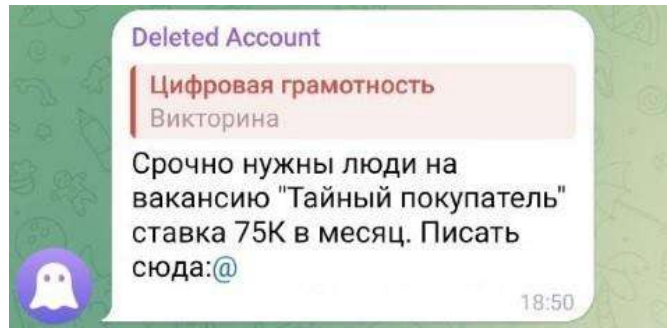 Deleted Account
Цифровая грамотность
Викторина
Срочно нужны люди на
вакансию "Тайный покупатель"
ставка 75К в месяц. Писать
сюда:@
18:50